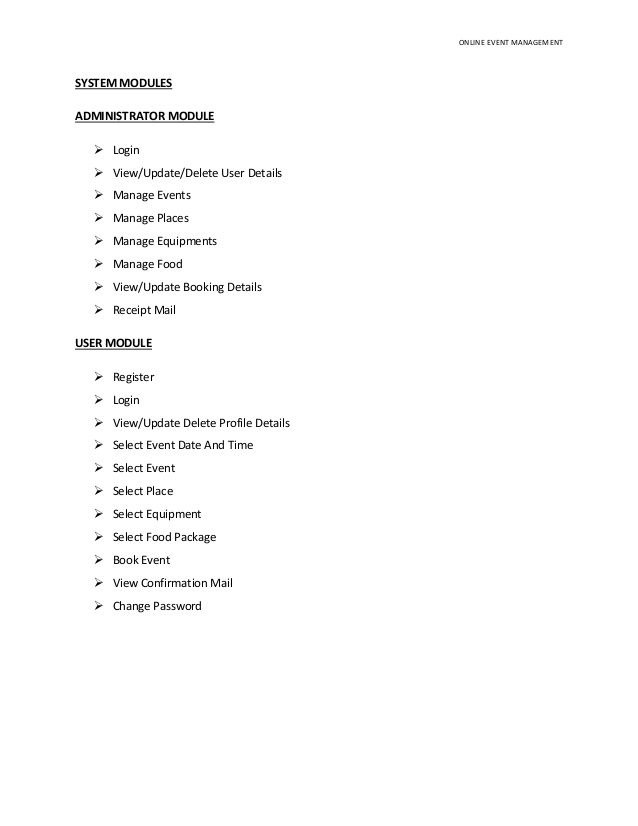 ONLINE EVENT MANAGEMENT
SYSTEM MODULES
ADMINISTRATOR MODULE
➢ Login
➢ View/Update/Delete User Details
➢ Manage Events
➢ Manage Places
➢ Manage Equipments
➢ Manage Food
➢ View/Update Booking Details
➢ Receipt Mail
USER MODULE
➢ Register
➢ Login
➢ View/Update Delete Profile Details
➢ Select Event Date And Time
➢ Select Event
➢ Select Place
➢ Select Equipment
➢ Select Food Package
➢ Book Event
➢ View Confirmation Mail
➢ Change Password